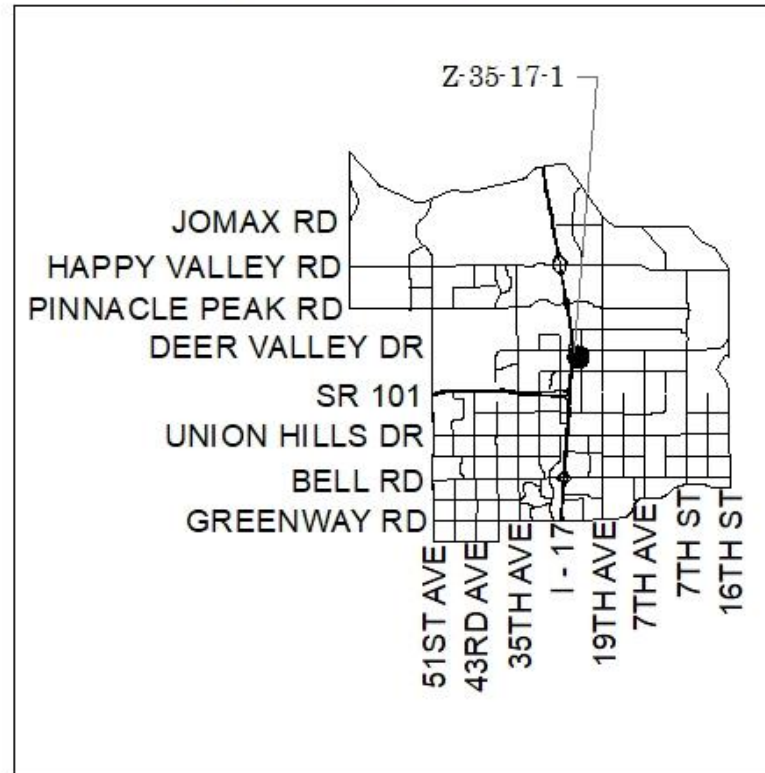 Z-35-17-1
JOMAX RD
HAPPY VALLEY RD
PINNACLE PEAK RD
DEER VALLEY DR
SR 101
UNION HILLS DR
BELL RD
GREENWAY RD
51ST AVE
43RD AVE
35TH AVE
I - 17
19TH AVE
7TH AVE
7TH ST
16TH ST